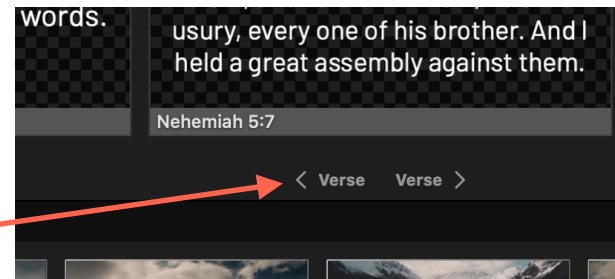 words.
usury, every one of his brother. And I
held a great assembly against them.
Nehemiah 5:7
< Verse Verse >